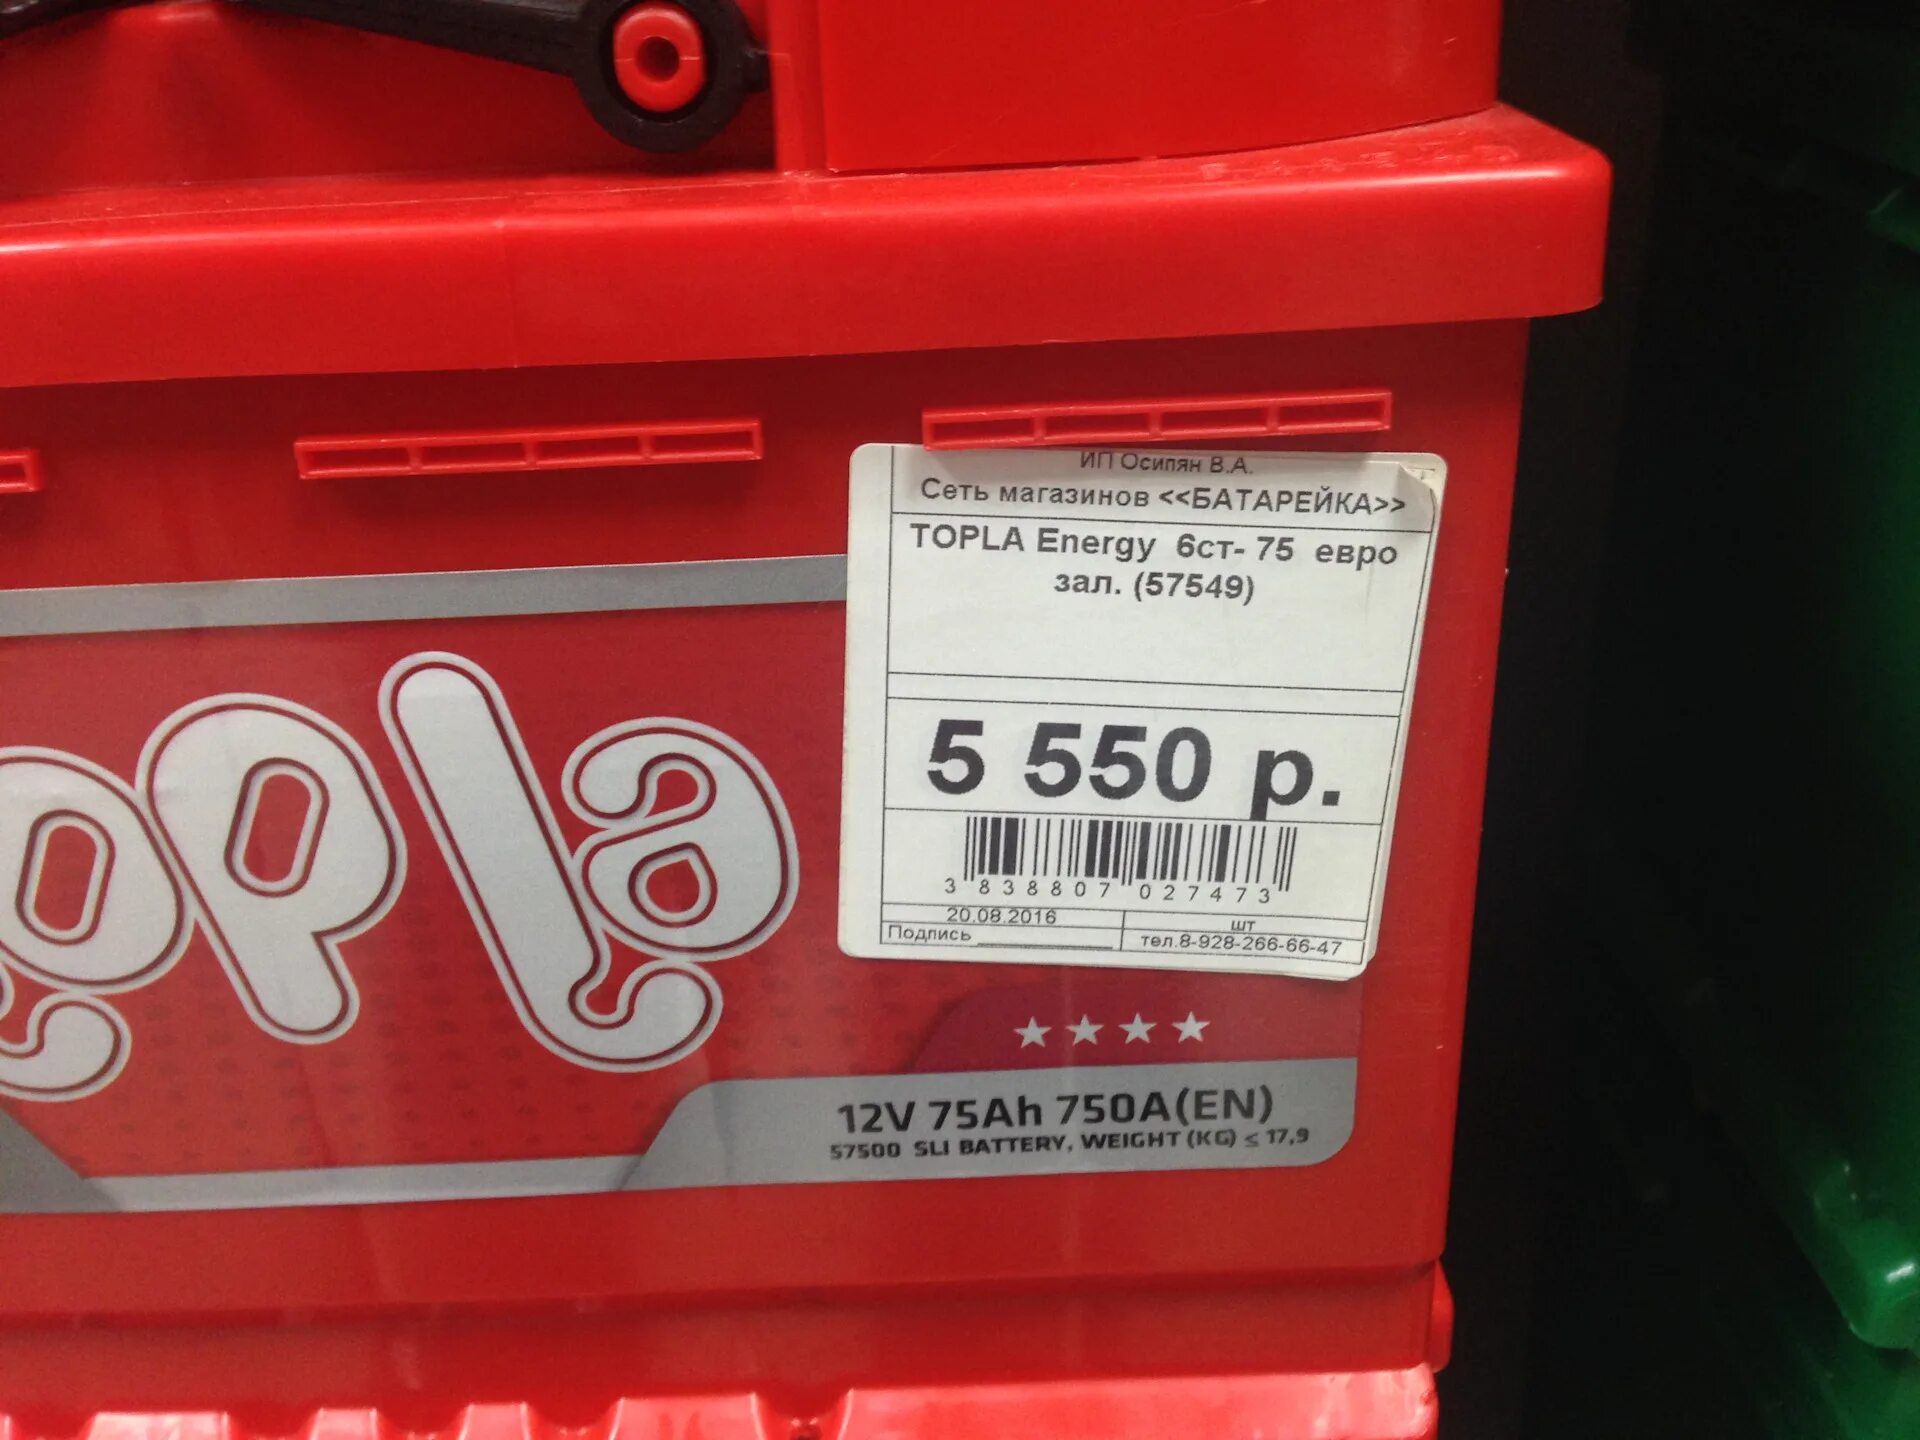 ИП Осипян В.А.
Сеть магазинов <<БАТАРЕЙКА>>
TOPLA Energy 6ст- 75 евро
зал. (57549)
5 550 р.
3 838807 027473
20.08.2016 шт
Подпись тел.8-928-266-66-47
opla
12V 75Ah 750A(EN)
57500 SLI BATTERY, WEIGHT (KG) ≤ 17,9